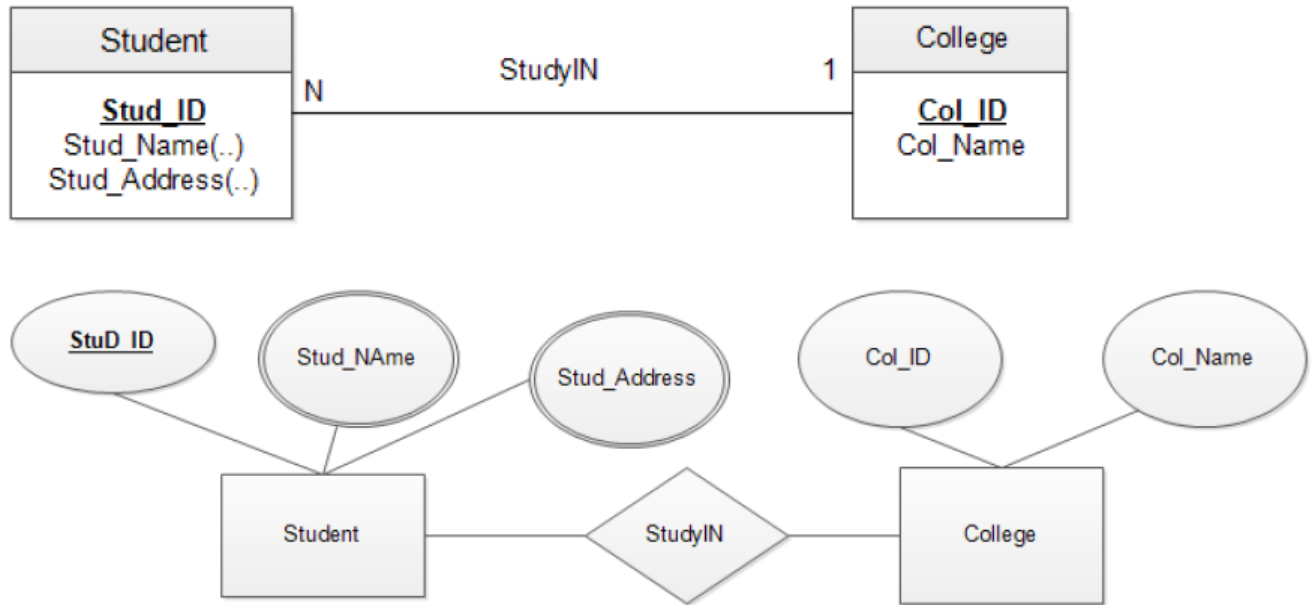 Student
Stud_ID
Stud_Name(..)
Stud_Address(..)
N
StudyIN
1
College
Col_ID
Col_Name
StuD_ID
Stud_NAme
Stud_Address
Col_ID
Col_Name
Student
StudyIN
College